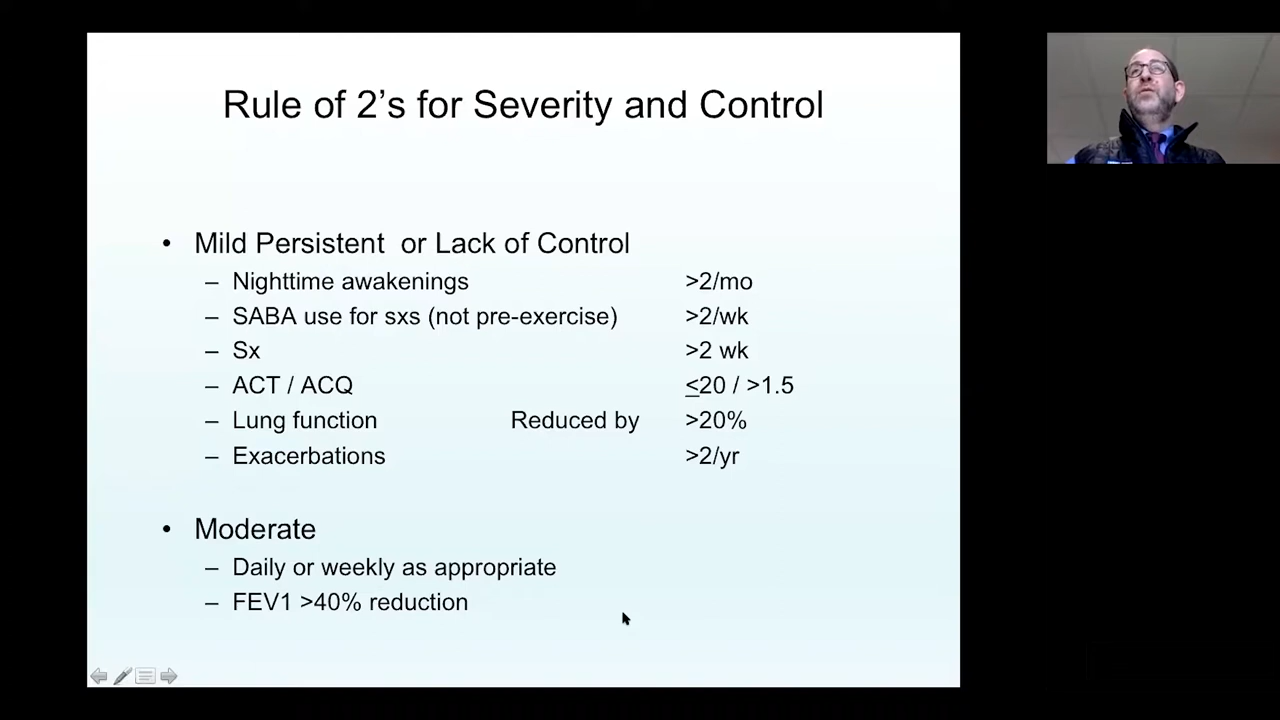 Rule of 2's for Severity and Control
• Mild Persistent or Lack of Control
– Nighttime awakenings >2/mo
– SABA use for sxs (not pre-exercise) >2/wk
– Sx >2 wk
– ACT / ACQ <20 / >1.5
– Lung function Reduced by >20%
– Exacerbations >2/yr
• Moderate
– Daily or weekly as appropriate
– FEV1 >40% reduction